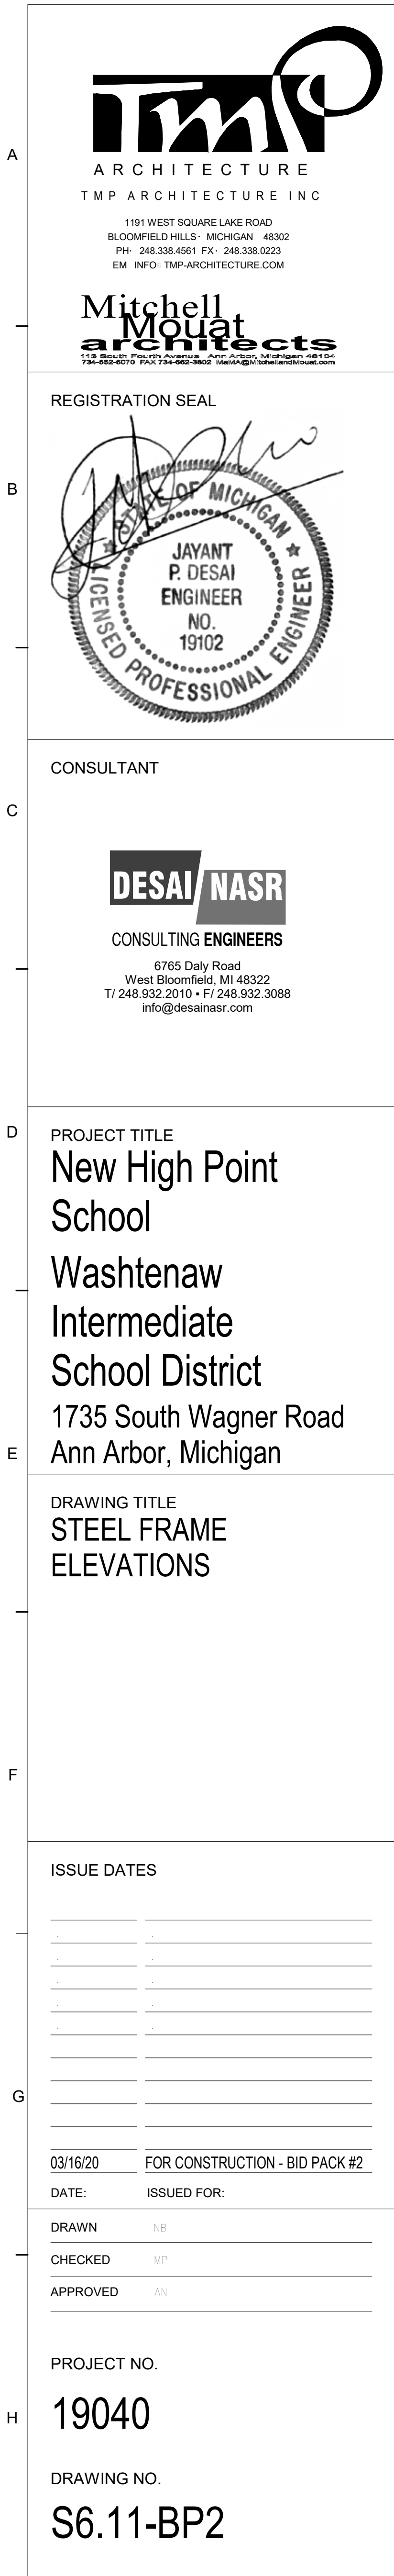 TMP
A
ARCHITECTURE
TMP ARCHITECTURE INC
1191 WEST SQUARE LAKE ROAD
BLOOMFIELD HILLS· MICHIGAN 48302
PH· 248.338.4561 FX· 248.338.0223
EM INFO TMP-ARCHITECTURE.COM
Mitchell
Mouat
architects
113 South Fourth Avenue Ann Arbor, Michigan 48104
734-662-6070 FAX 734-662-3802 MaMA@MitchellandMouat.com
REGISTRATION SEAL
B
STATE OF MICHIGAN
JAYANT
P. DESAI
ENGINEER
NO.
19102
LICENSED PROFESSIONAL ENGINEER
CONSULTANT
C
DESAI NASR
CONSULTING ENGINEERS
6765 Daly Road
West Bloomfield, MI 48322
T/ 248.932.2010 ▪ F/ 248.932.3088
info@desainasr.com
D
PROJECT TITLE
New High Point
School
Washtenaw
Intermediate
School District
1735 South Wagner Road
E
Ann Arbor, Michigan
DRAWING TITLE
STEEL FRAME
ELEVATIONS
F
ISSUE DATES
. .
. .
. .
. .
. .
G
03/16/20 FOR CONSTRUCTION - BID PACK #2
DATE: ISSUED FOR:
DRAWN NB
CHECKED MP
APPROVED AN
PROJECT NO.
H
19040
DRAWING NO.
S6.11-BP2